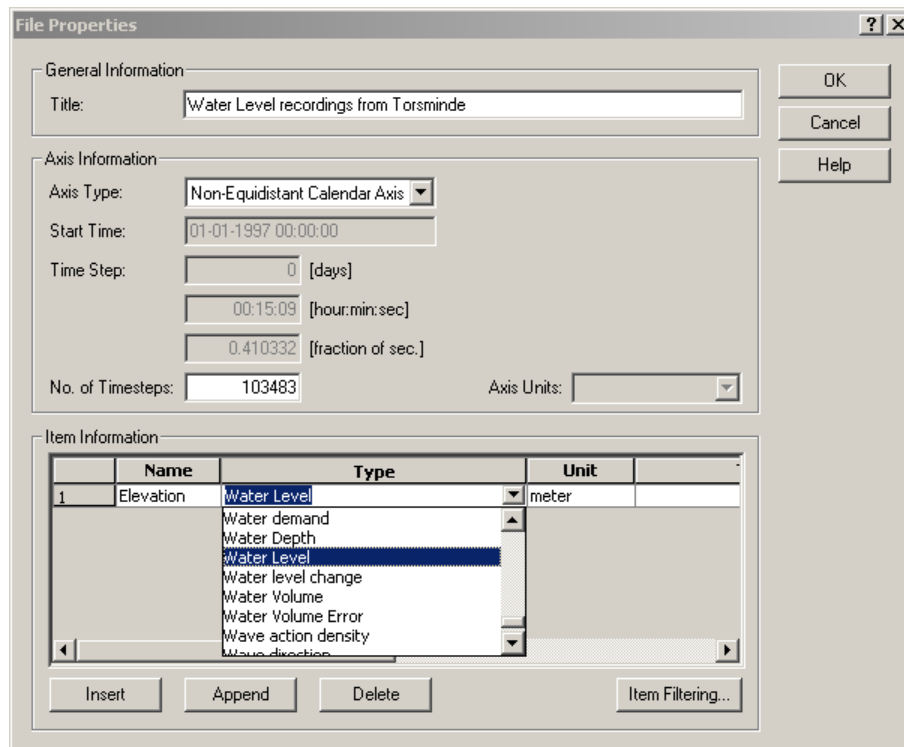 File Properties
General Information
Title: Water Level recordings from Torsminde
OK
Cancel
Help
Axis Information
Axis Type: Non-Equidistant Calendar Axis
Start Time: 01-01-1997 00:00:00
Time Step: 0 [days]
00:15:09 [hour:min:sec]
0.410332 [fraction of sec.]
No. of Timesteps: 103483 Axis Units:
Item Information
Name Type Unit
1 Elevation Water Level meter
Water demand
Water Depth
Water Level
Water level change
Water Volume
Water Volume Error
Wave action density
Wave direction
Insert Append Delete Item Filtering...